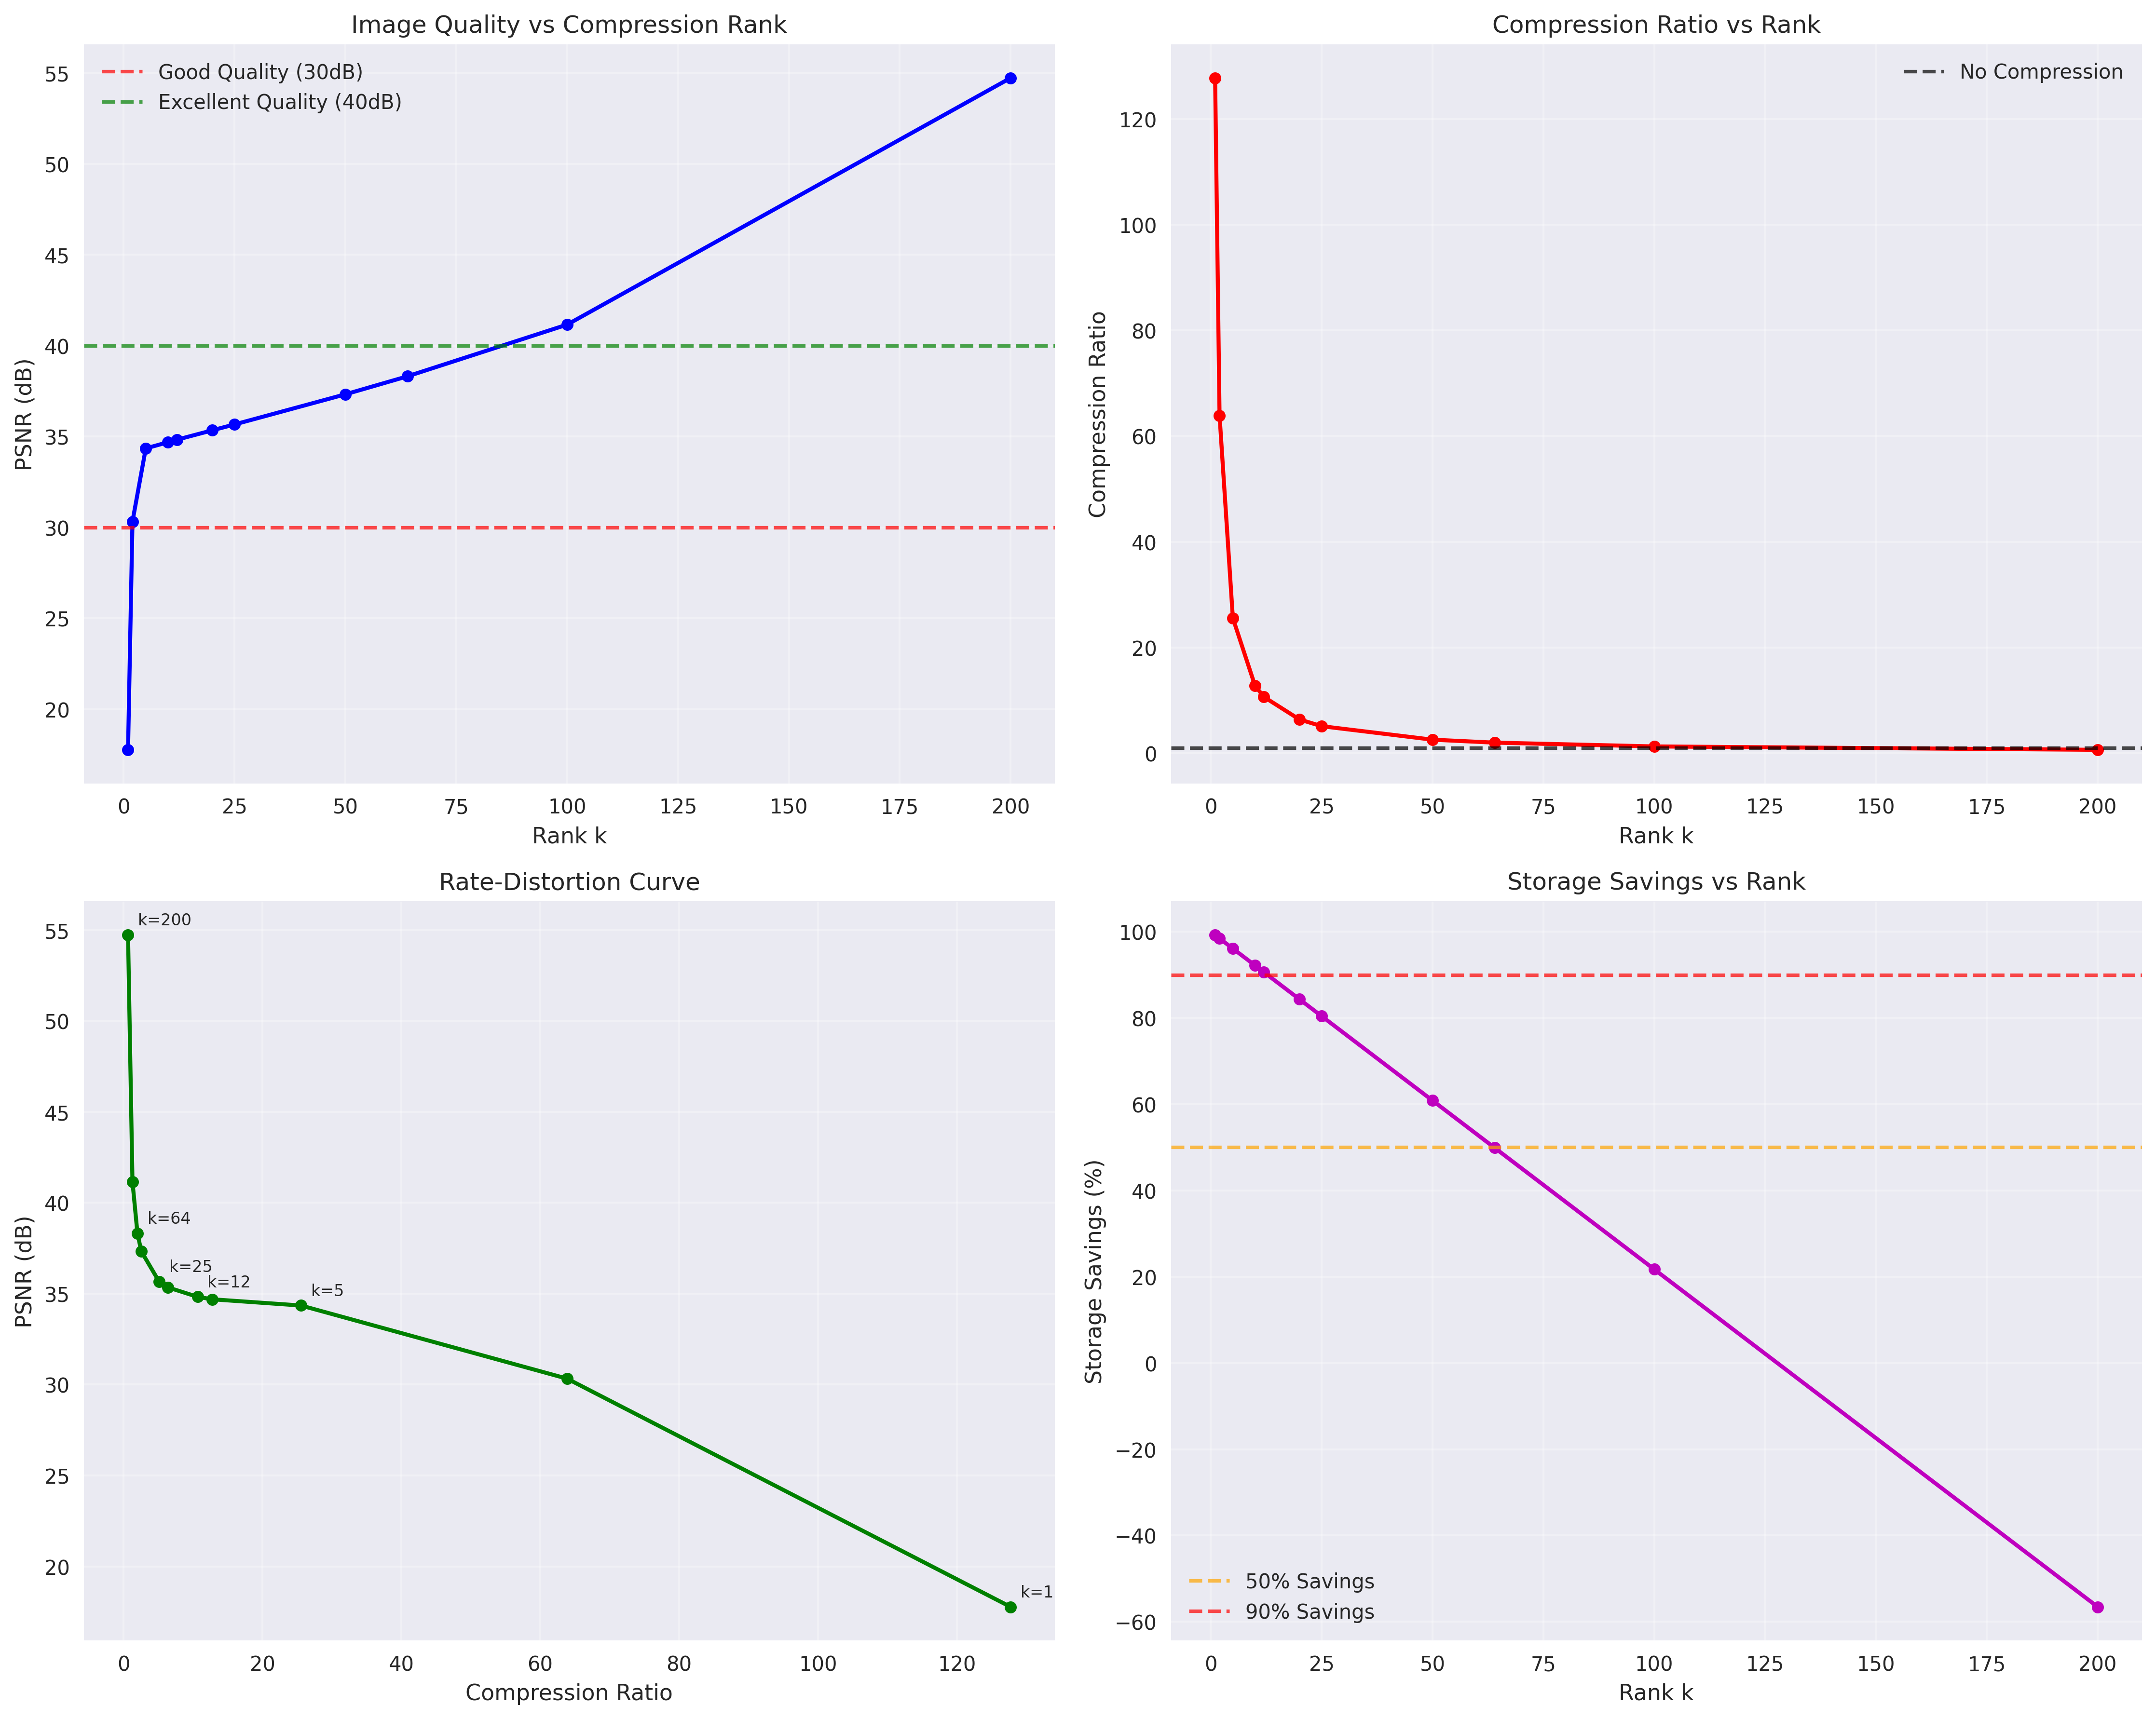 Image Quality vs Compression Rank
Good Quality (30dB)
Excellent Quality (40dB)
55
50
45
40
35
30
25
20
PSNR (dB)
0 25 50 75 100 125 150 175 200
Rank k
Compression Ratio vs Rank
No Compression
120
100
80
60
40
20
0
Compression Ratio
0 25 50 75 100 125 150 175 200
Rank k
Rate-Distortion Curve
k=200
k=64
k=25
k=12
k=5
k=1
55
50
45
40
35
30
25
20
PSNR (dB)
0 20 40 60 80 100 120
Compression Ratio
Storage Savings vs Rank
100
80
60
40
20
0
−20
−40
−60
Storage Savings (%)
50% Savings
90% Savings
0 25 50 75 100 125 150 175 200
Rank k